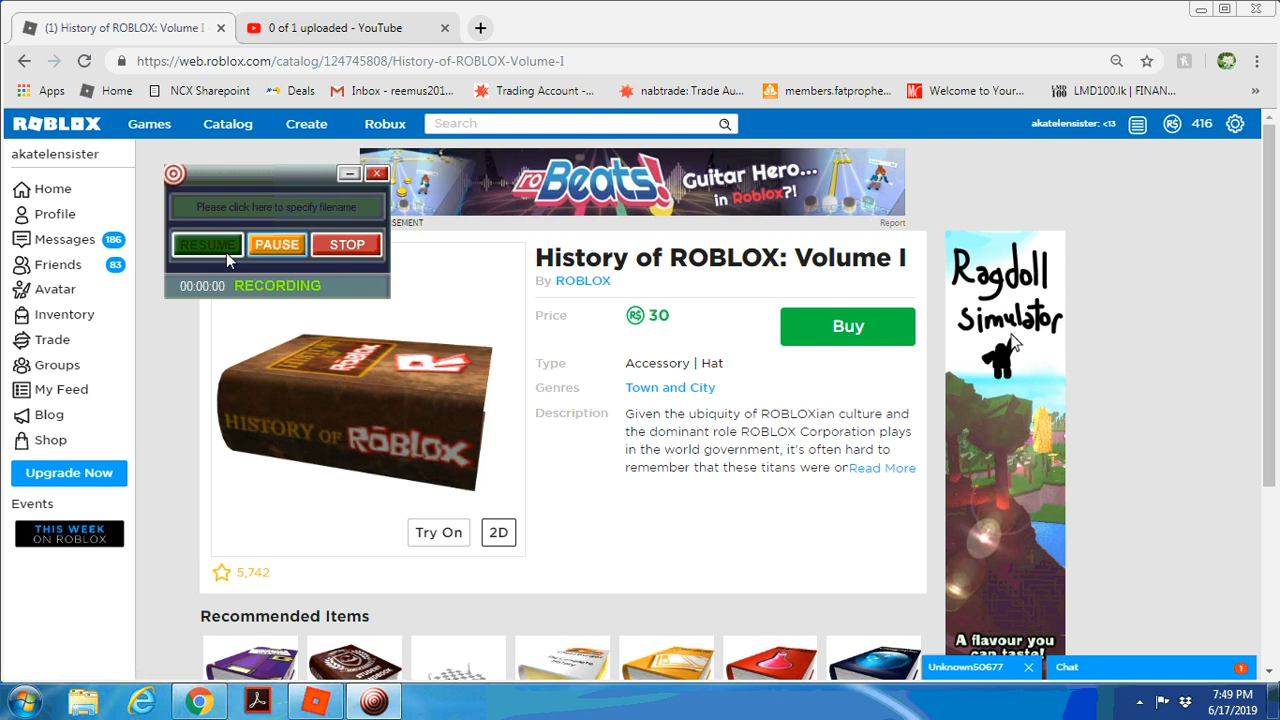 (1) History of ROBLOX: Volume I
0 of 1 uploaded - YouTube
https://web.roblox.com/catalog/124745808/History-of-ROBLOX-Volume-I
Apps
Home
NCX Sharpoint
Deals
Inbox - reemus201...
Trading Account -...
nabtrade: Trade Au...
members.fatprophe...
Welcome to Your...
LMD100.lk | FINAN...
ROBLOX
Games
Catalog
Create
Robux
Search
akatelensister: <13
416
akatelensister
Home
Profile
Messages 186
Friends 83
Avatar
Inventory
Trade
Groups
My Feed
Blog
Shop
Upgrade Now
Events
THIS WEEK
ON ROBLOX
Please click here to specify filename
RESUME PAUSE STOP
00:00:00 RECORDING
roBeats!
Guitar Hero...
in Roblox?!
SEMENT
Report
History of ROBLOX: Volume I
By ROBLOX
Price 30
Buy
Type Accessory | Hat
Genres Town and City
Description Given the ubiquity of ROBLOXian culture and
the dominant role ROBLOX Corporation plays
in the world government, it's often hard to
remember that these titans were or Read More
HISTORY OF
ROBLOX
R
HISTORY OF ROBLOX
Try On
2D
5,742
Recommended Items
Ragdoll
Simulator
A flavour you
Unknown50677
Chat
1
7:49 PM
6/17/2019